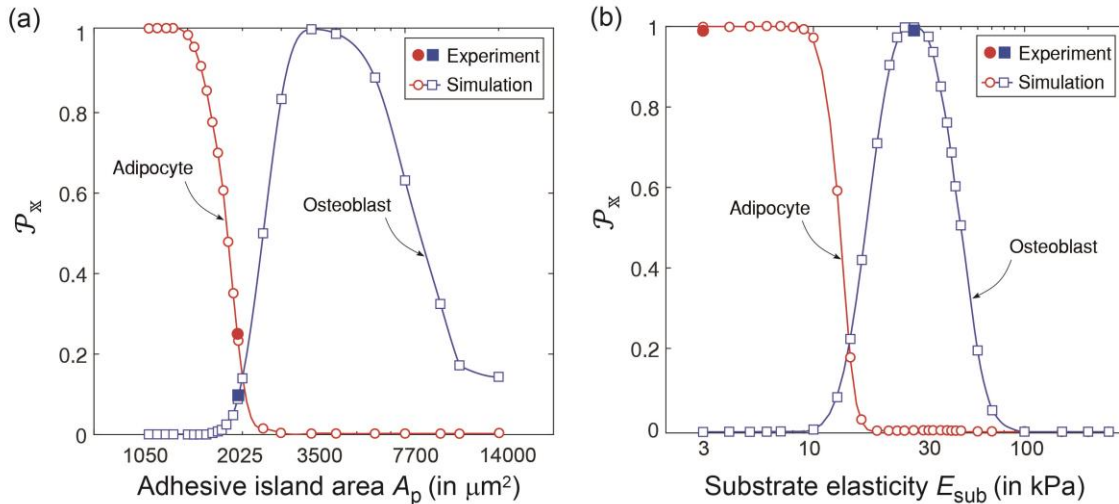 (a)
1
0.8
0.6
0.4
0.2
0
𝒫𝕏
Experiment
Simulation
Adipocyte
Osteoblast
1050 2025 3500 7700 14000
Adhesive island area Ap (in μm²)
(b)
1
0.8
0.6
0.4
0.2
0
𝒫𝕏
Experiment
Simulation
Adipocyte
Osteoblast
10 30 100
Substrate elasticity Esub (in kPa)